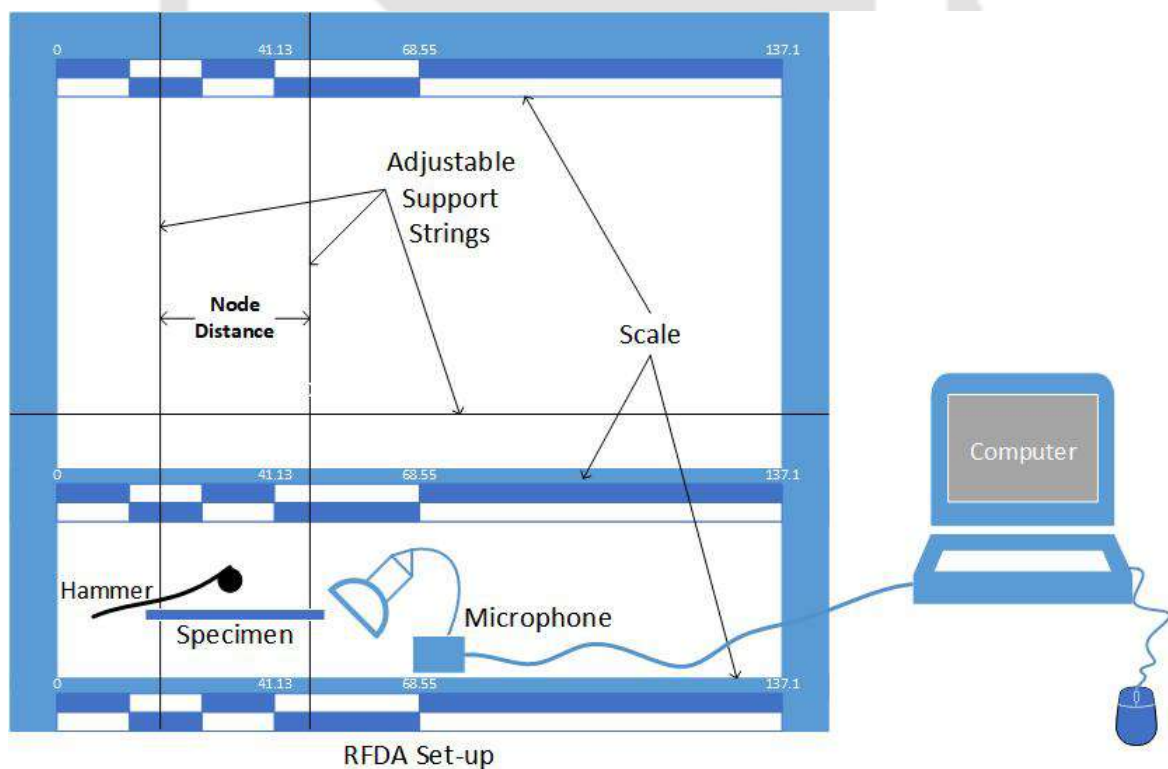 0 41.13 68.55 137.1
Adjustable
Support
Strings
Node
Distance
Scale
Computer
0 41.13 68.55 137.1
Hammer
Specimen
Microphone
0 41.13 68.55 137.1
RFDA Set-up